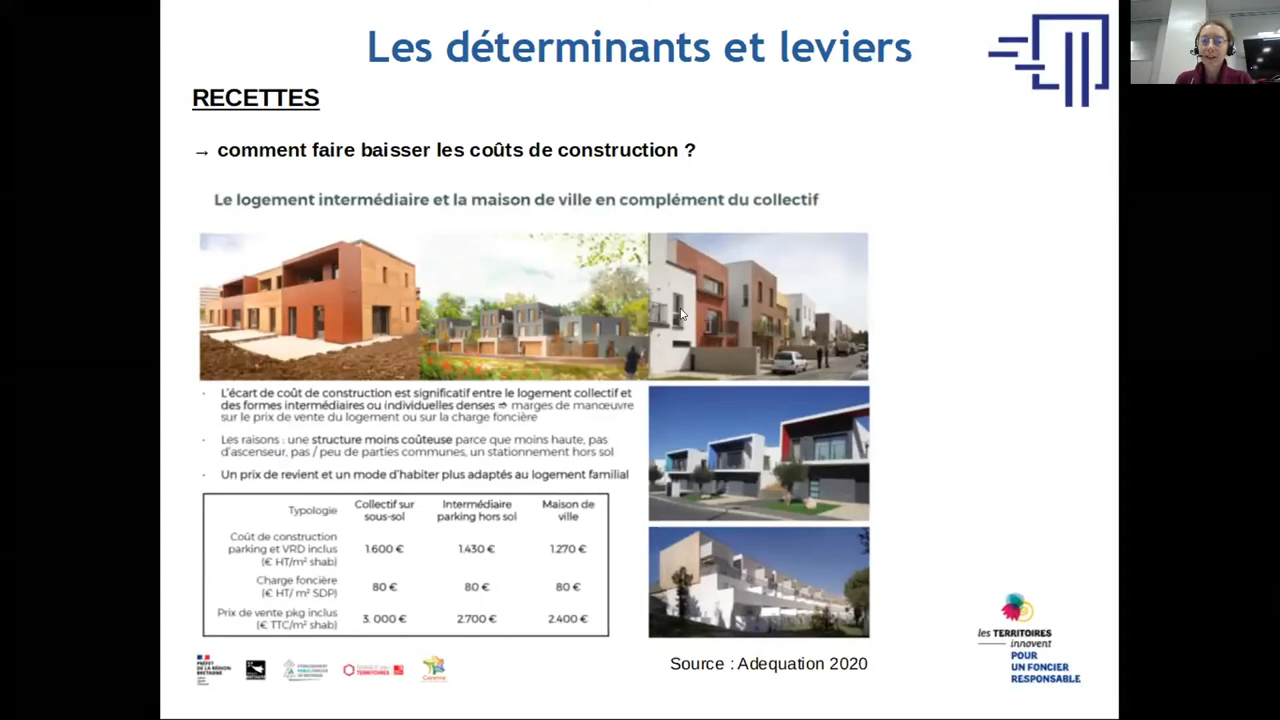 Les déterminants et leviers
RECETTES
→ comment faire baisser les coûts de construction ?
Le logement intermédiaire et la maison de ville en complément du collectif
· L'écart de coût de construction est significatif entre le logement collectif et
des formes intermédiaires ou individuelles denses ⇒ marges de manœuvre
sur le prix de vente du logement ou sur la charge foncière
· Les raisons : une structure moins coûteuse parce que moins haute, pas
d'ascenseur, pas / peu de parties communes, un stationnement hors sol
· Un prix de revient et un mode d'habiter plus adaptés au logement familial
Typologie Collectif sur sous-sol Intermédiaire parking hors sol Maison de ville
Coût de construction
parking et VRD inclus
(€ HT/m² shab) 1.600 € 1.430 € 1.270 €
Charge foncière
(€ HT/ m² SDP) 80 € 80 € 80 €
Prix de vente pkg inclus
(€ TTC/m² shab) 3. 000 € 2.700 € 2.400 €
Source : Adequation 2020
les TERRITOIRES
innovent
POUR
UN FONCIER
RESPONSABLE
PRÉFET
DE LA RÉGION
BRETAGNE
Cerema